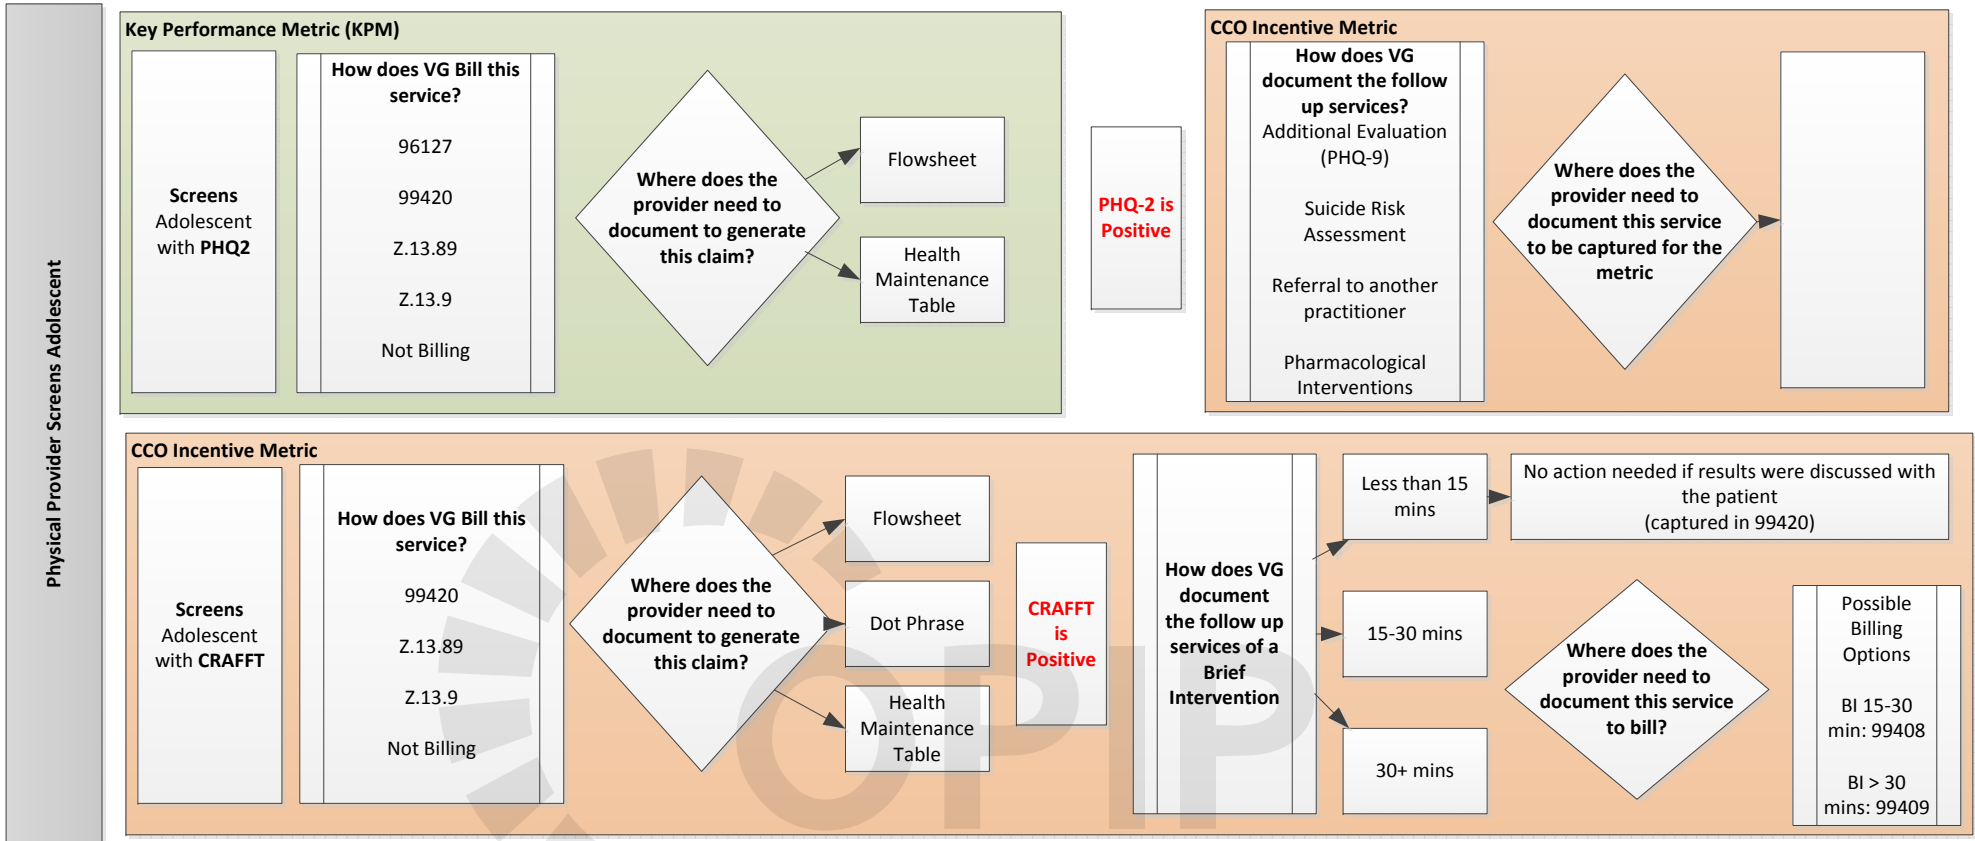 Physical Provider Screens Adolescent
Key Performance Metric (KPM)
Screens
Adolescent
with PHQ2
How does VG Bill this
service?
96127
99420
Z.13.89
Z.13.9
Not Billing
Where does the
provider need to
document to generate
this claim?
Flowsheet
Health
Maintenance
Table
PHQ-2 is
Positive
CCO Incentive Metric
How does VG
document the follow
up services?
Additional Evaluation
(PHQ-9)
Suicide Risk
Assessment
Referral to another
practitioner
Pharmacological
Interventions
Where does the
provider need to
document this service
to be captured for the
metric
CCO Incentive Metric
Screens
Adolescent
with CRAFFT
How does VG Bill this
service?
99420
Z.13.89
Z.13.9
Not Billing
Where does the
provider need to
document to generate
this claim?
Flowsheet
Dot Phrase
Health
Maintenance
Table
CRAFFT
is
Positive
How does VG
document
the follow up
services of a
Brief
Intervention
Less than 15
mins
No action needed if results were discussed with
the patient
(captured in 99420)
15-30 mins
30+ mins
Where does the
provider need to
document this service
to bill?
Possible
Billing
Options
BI 15-30
min: 99408
BI > 30
mins: 99409
OPIP